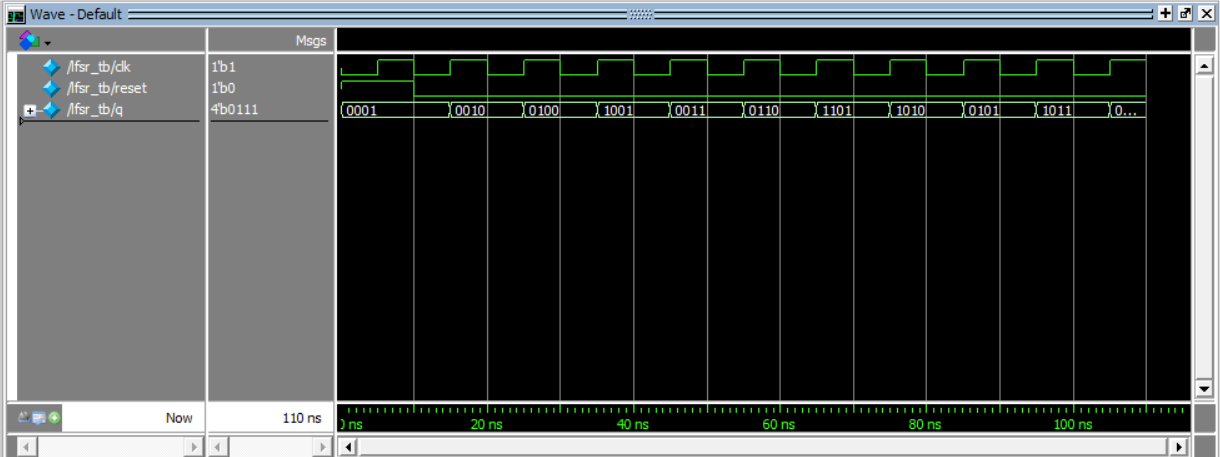 Wave - Default
Msgs
/lfsr_tb/clk 1'b1
/lfsr_tb/reset 1'b0
/lfsr_tb/q 4'b0111 0001 0010 0100 1001 0011 0110 1101 1010 0101 1011 0...
Now 110 ns ns 20 ns 40 ns 60 ns 80 ns 100 ns